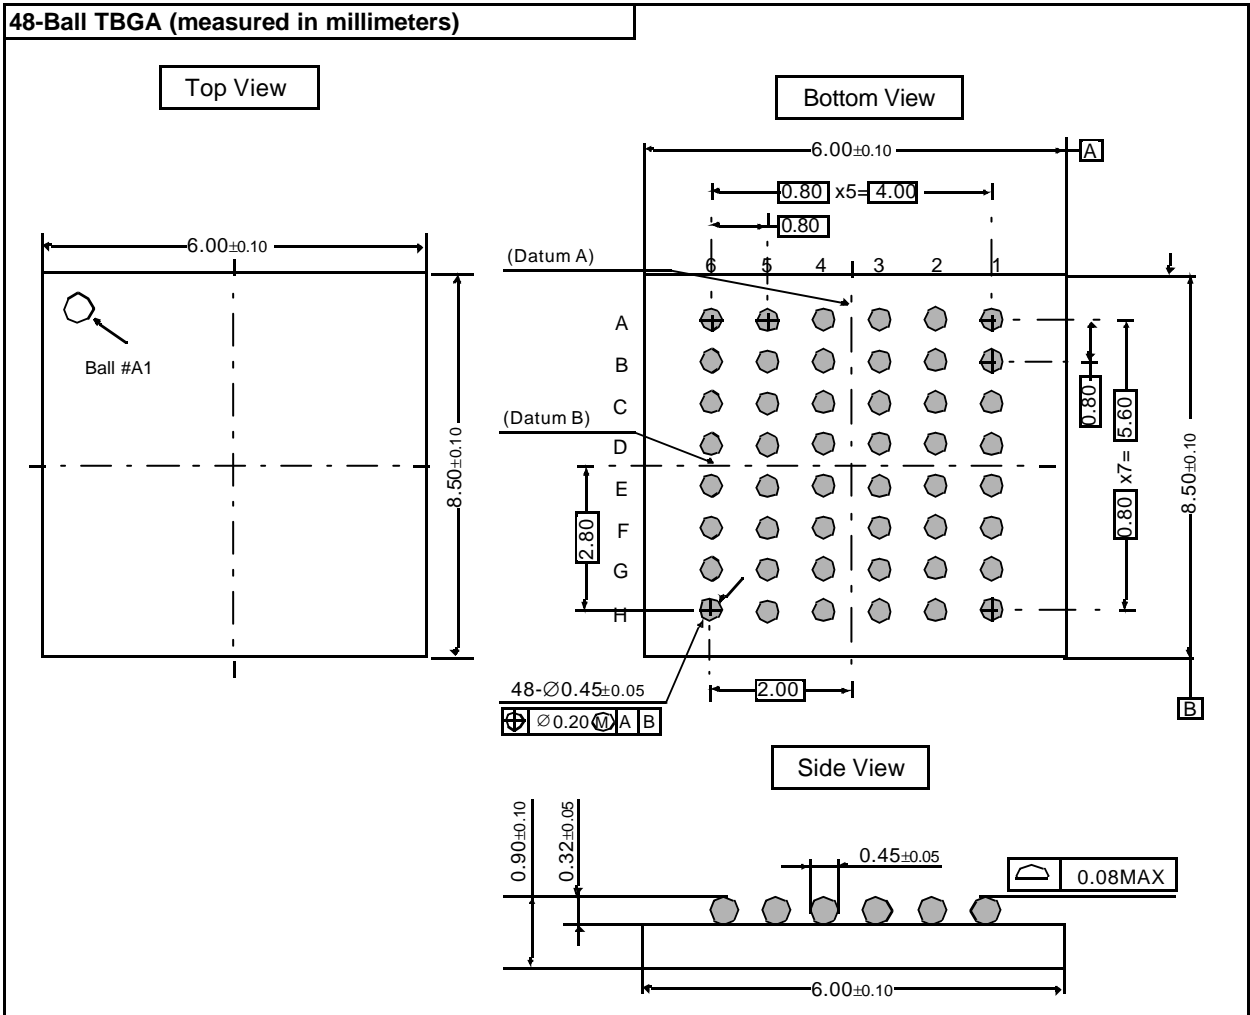 48-Ball TBGA (measured in millimeters)
Top View
Bottom View
6.00±0.10
A
0.80 x5= 4.00
0.80
6.00±0.10
(Datum A)
6 5 4 3 2 1
A
B
C
D
E
F
G
H
Ball #A1
(Datum B)
8.50±0.10
2.80
0.80
0.80 x7= 5.60
8.50±0.10
48-∅0.45±0.05
∅0.20 M A B
2.00
B
Side View
0.90±0.10
0.32±0.05
0.45±0.05
0.08MAX
6.00±0.10